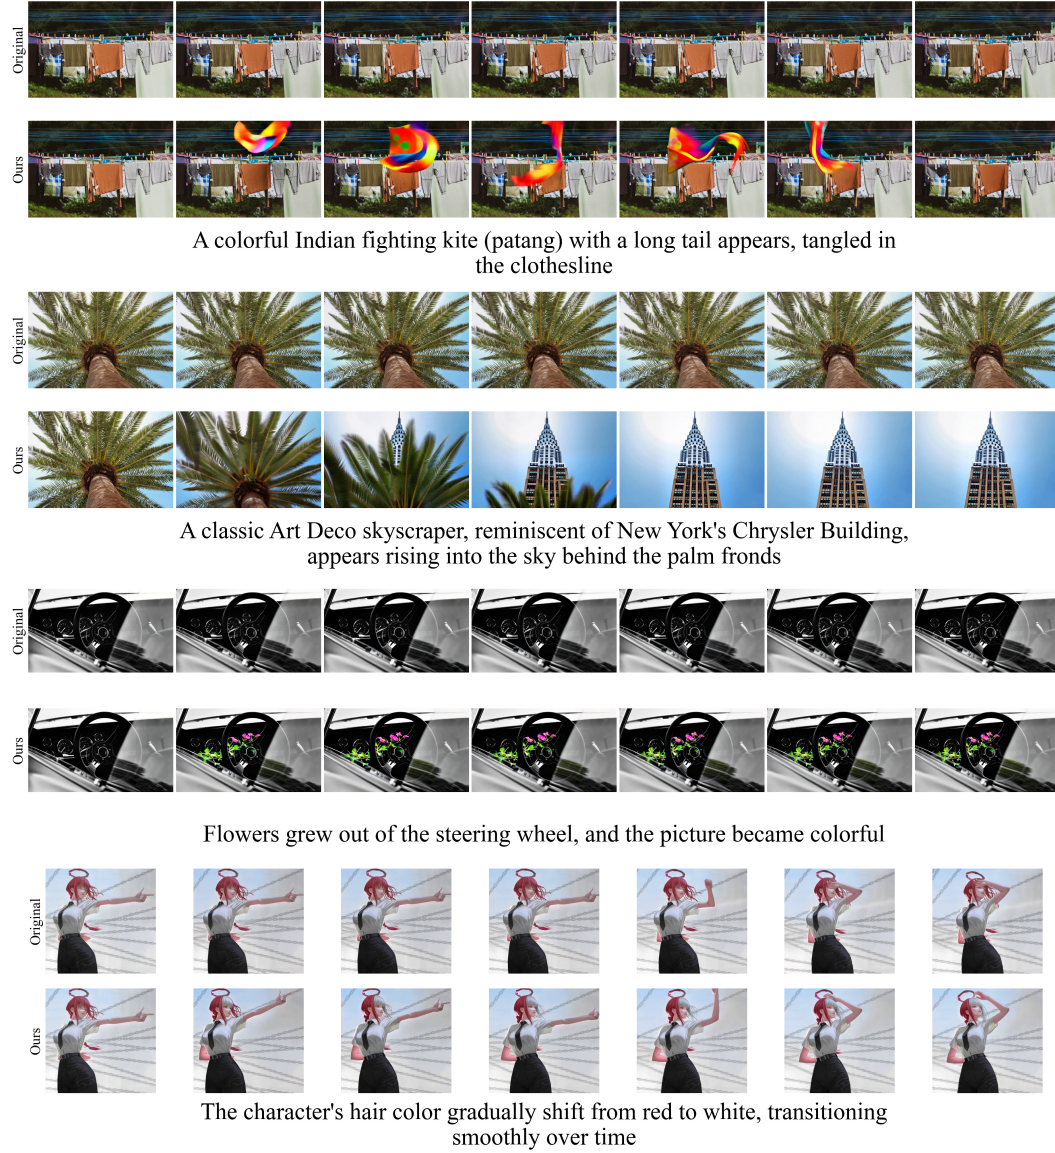 Original
Ours
A colorful Indian fighting kite (patang) with a long tail appears, tangled in
the clothesline
Original
Ours
A classic Art Deco skyscraper, reminiscent of New York's Chrysler Building,
appears rising into the sky behind the palm fronds
Original
Ours
Flowers grew out of the steering wheel, and the picture became colorful
Original
Ours
The character's hair color gradually shift from red to white, transitioning
smoothly over time